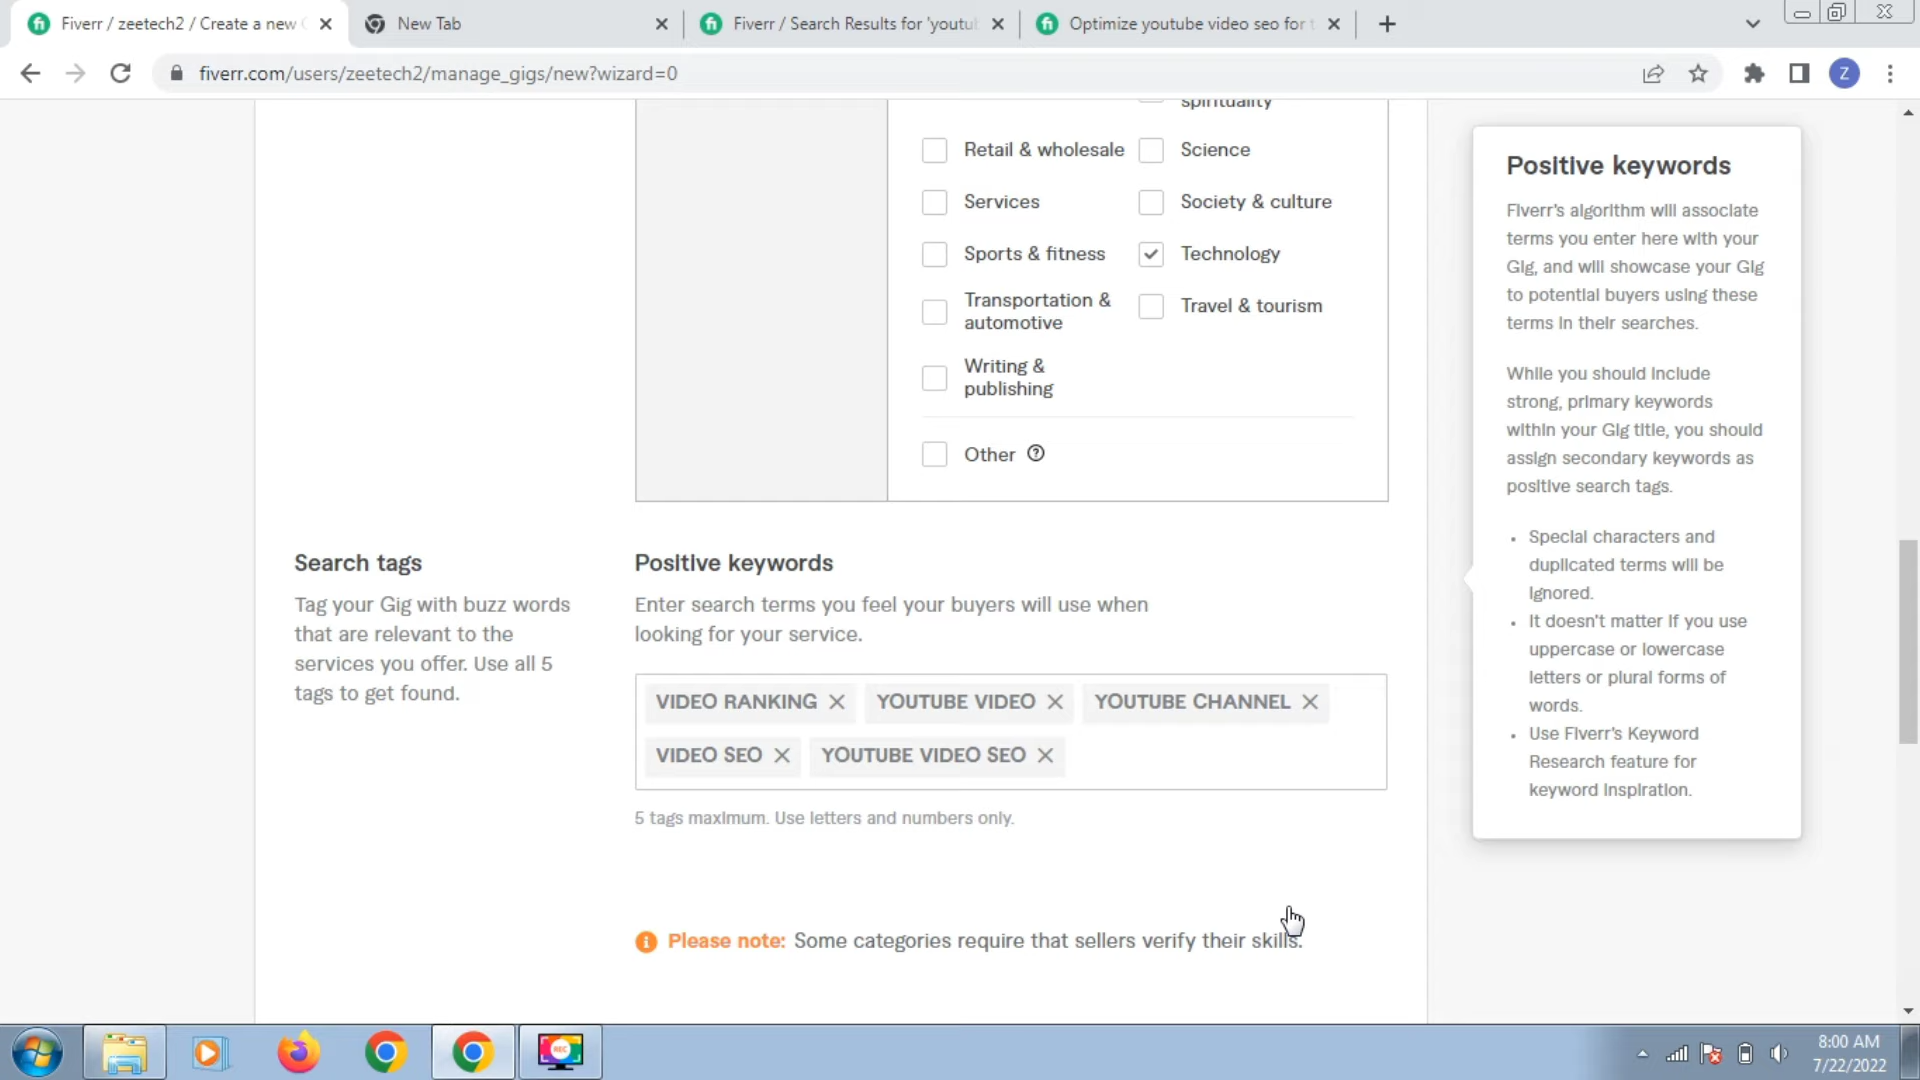 Fiverr / zeetech2 / Create a new
New Tab
Fiverr / Search Results for 'youtu
Optimize youtube video seo for t
fiverr.com/users/zeetech2/manage_gigs/new?wizard=0
Z
spirituality
Retail & wholesale
Science
Services
Society & culture
Sports & fitness
Technology
Transportation &
automotive
Travel & tourism
Writing &
publishing
Other
Search tags
Tag your Gig with buzz words
that are relevant to the
services you offer. Use all 5
tags to get found.
Positive keywords
Enter search terms you feel your buyers will use when
looking for your service.
VIDEO RANKING
YOUTUBE VIDEO
YOUTUBE CHANNEL
VIDEO SEO
YOUTUBE VIDEO SEO
5 tags maximum. Use letters and numbers only.
Please note: Some categories require that sellers verify their skills.
Positive keywords
Fiverr's algorithm will associate
terms you enter here with your
Gig, and will showcase your Gig
to potential buyers using these
terms in their searches.
While you should include
strong, primary keywords
within your Gig title, you should
assign secondary keywords as
positive search tags.
Special characters and
duplicated terms will be
ignored.
It doesn't matter if you use
uppercase or lowercase
letters or plural forms of
words.
Use Fiverr's Keyword
Research feature for
keyword inspiration.
REC
8:00 AM
7/22/2022